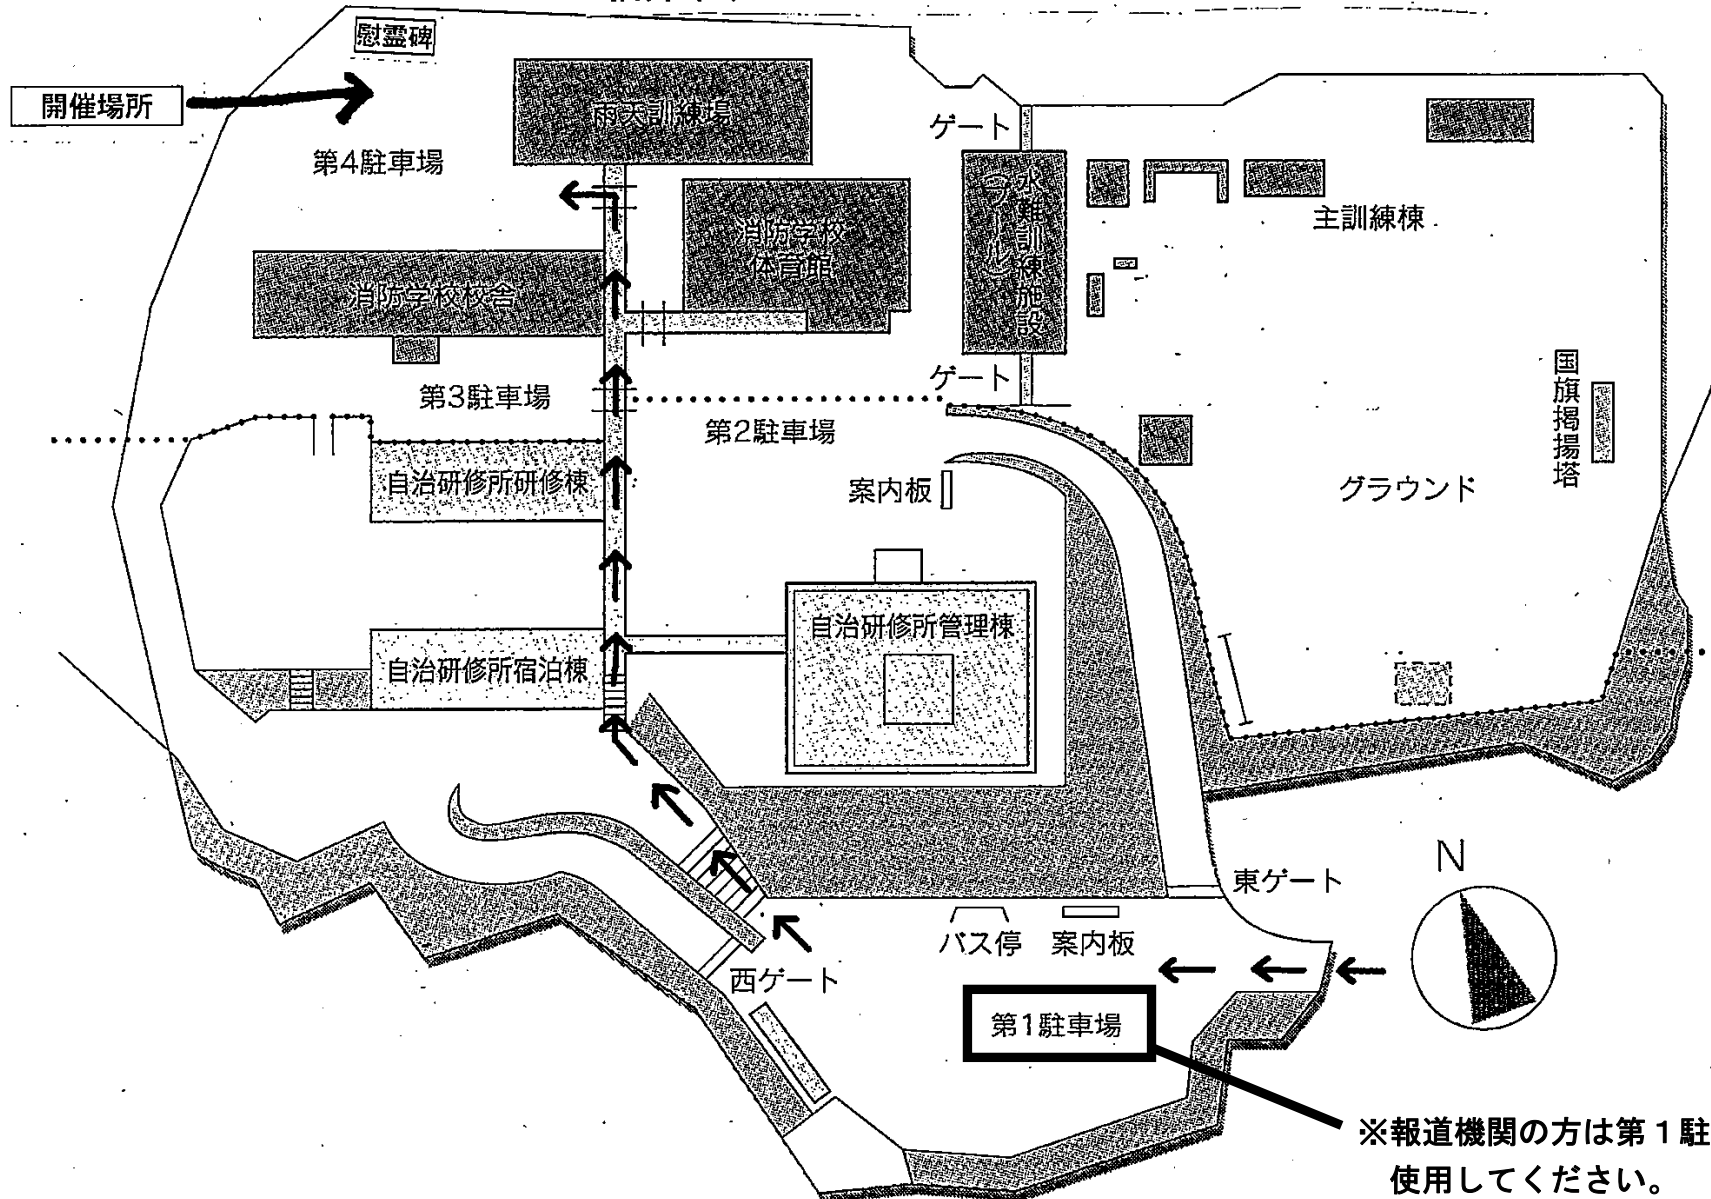 慰霊碑
開催場所
雨天訓練場
ゲート
第4駐車場
水難訓練施設
（プール）
主訓練棟
消防学校
体育館
消防学校校舎
ゲート
第3駐車場
第2駐車場
国旗掲揚塔
自治研修所研修棟
案内板
グラウンド
自治研修所管理棟
自治研修所宿泊棟
N
東ゲート
バス停
案内板
西ゲート
第1駐車場
※報道機関の方は第１駐
使用してください。